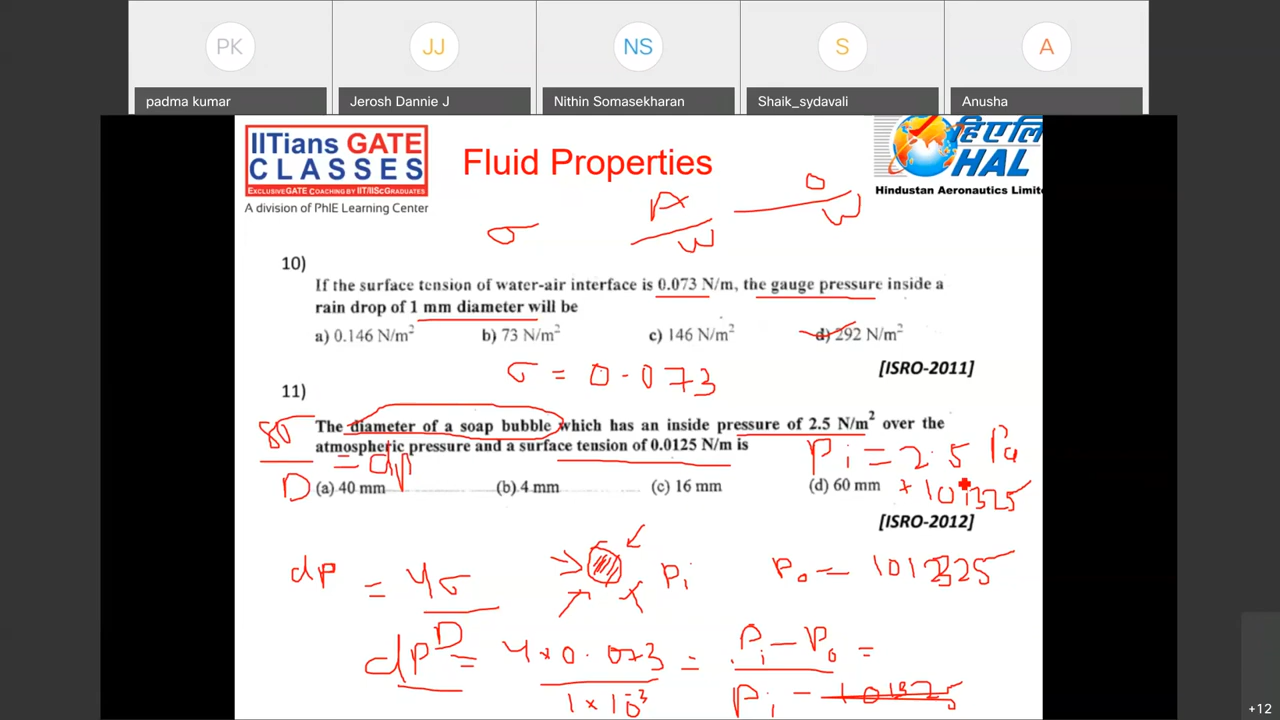 PK JJ NS S A
padma kumar Jerosh Dannie J Nithin Somasekharan Shaik_sydavali Anusha
IITians GATE CLASSES
EXCLUSIVE GATE COACHING BY IIT/IISc GRADUATES
A division of PhIE Learning Center
Fluid Properties
हिएलि
HAL
Hindustan Aeronautics Limite
σ A/W O/W
10)
If the surface tension of water-air interface is 0.073 N/m, the gauge pressure inside a
rain drop of 1 mm diameter will be
a) 0.146 N/m² b) 73 N/m² c) 146 N/m² d) 292 N/m²
[ISRO-2011]
σ = 0.073
11)
The diameter of a soap bubble which has an inside pressure of 2.5 N/m² over the
atmospheric pressure and a surface tension of 0.0125 N/m is
8σ/D = dp
Pi = 2.5 Pa
+ 101325
(a) 40 mm (b) 4 mm (c) 16 mm (d) 60 mm
[ISRO-2012]
dp = 4σ/D
Pi
P₀ = 101325
dp = 4×0.073/1×10⁻³ = Pi - P₀ =
Pi - 101325
+12